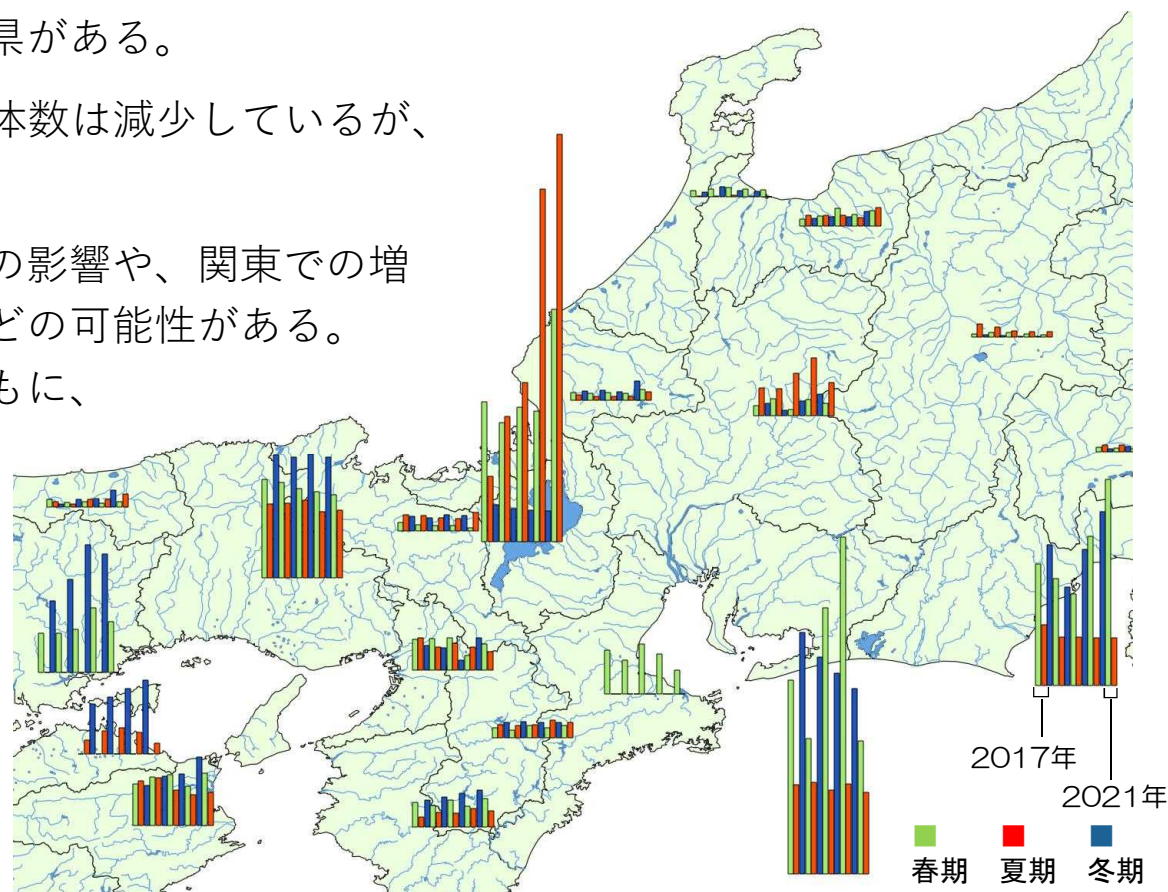 県がある。
体数は減少しているが、
の影響や、関東での増
どの可能性がある。
もに、
2017年
2021年
春期 夏期 冬期